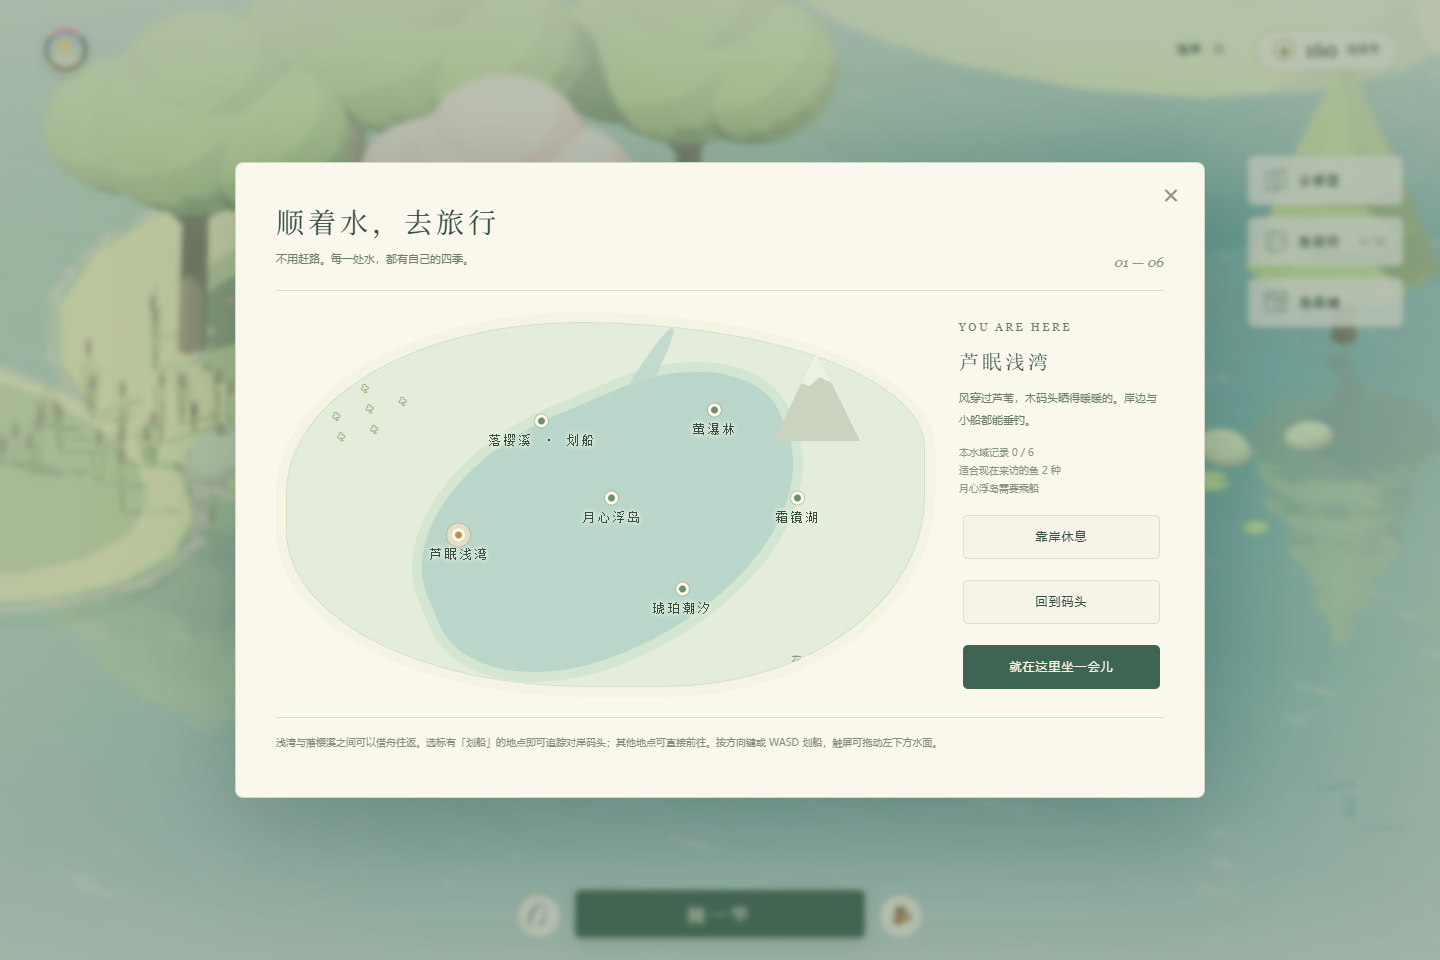 160
顺着水，去旅行
不用赶路。每一处水，都有自己的四季。
01 — 06
YOU ARE HERE
芦眠浅湾
风穿过芦苇，木码头晒得暖暖的。岸边与
小船都能垂钓。
本水域记录 0 / 6
适合现在来访的鱼 2 种
月心浮岛需要乘船
靠岸休息
回到码头
就在这里坐一会儿
萤瀑林
落樱溪 · 划船
月心浮岛
霜镜湖
芦眠浅湾
琥珀潮汐
浅湾与落樱溪之间可以借舟往返。选标有「划船」的地点即可追踪对岸码头；其他地点可直接前往。按方向键或 WASD 划船，触屏可拖动左下方水面。
抛一竿